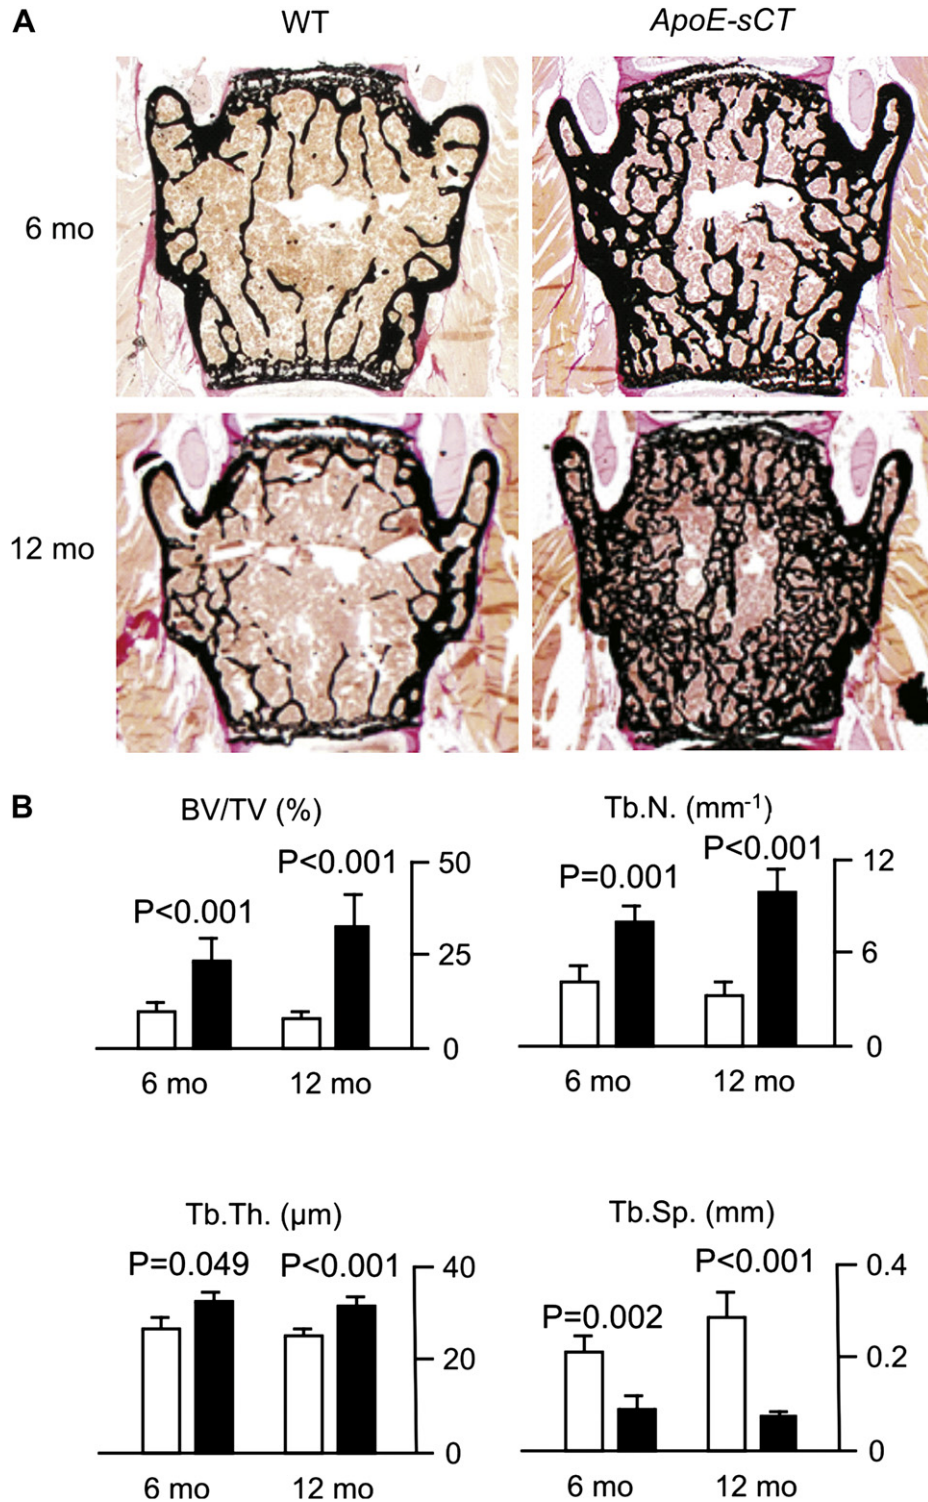 A
WT
ApoE-sCT
6 mo
12 mo
B
BV/TV (%)
P<0.001
P<0.001
50
25
0
6 mo
12 mo
Tb.N. (mm-1)
P=0.001
P<0.001
12
6
0
6 mo
12 mo
Tb.Th. (µm)
P=0.049
P<0.001
40
20
0
6 mo
12 mo
Tb.Sp. (mm)
P=0.002
P<0.001
0.4
0.2
0
6 mo
12 mo